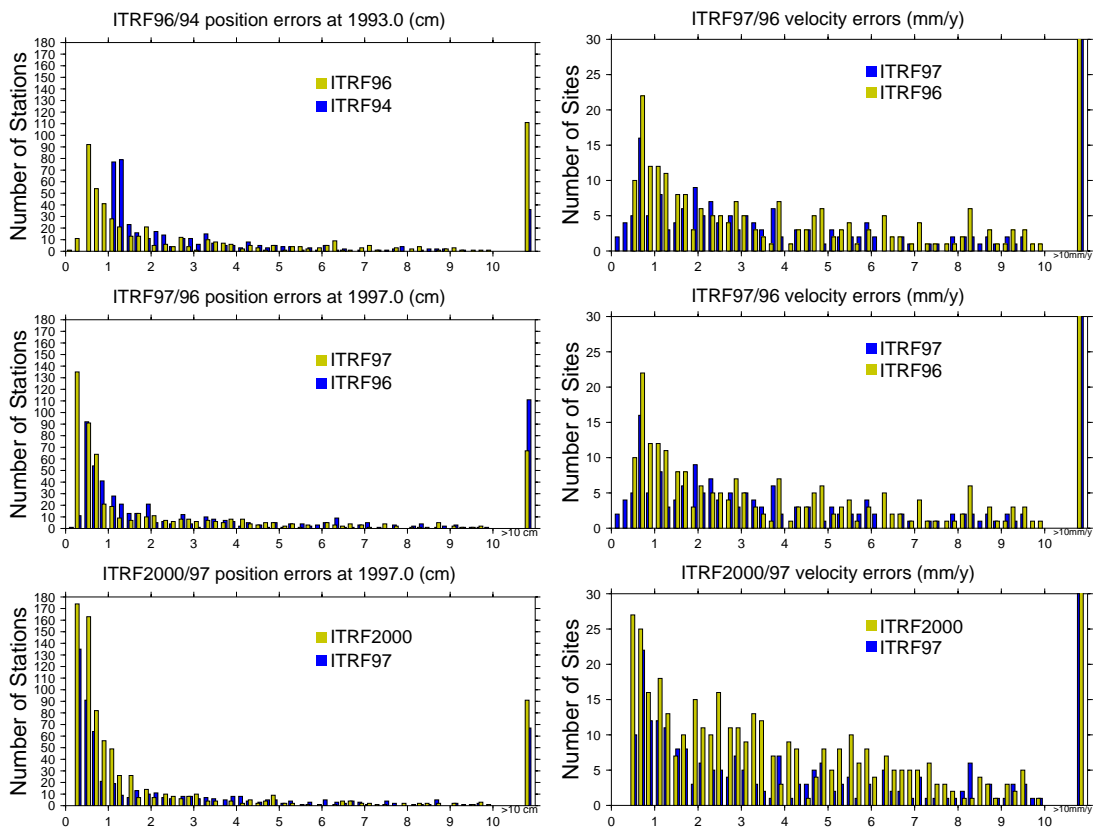 ITRF96/94 position errors at 1993.0 (cm)
Number of Stations
180
170
160
150
140
130
120
110
100
90
80
70
60
50
40
30
20
10
0
ITRF96
ITRF94
0 1 2 3 4 5 6 7 8 9 10
ITRF97/96 velocity errors (mm/y)
Number of Sites
30
20
10
0
ITRF97
ITRF96
0 1 2 3 4 5 6 7 8 9 10 >10mm/y
ITRF97/96 position errors at 1997.0 (cm)
Number of Stations
180
170
160
150
140
130
120
110
100
90
80
70
60
50
40
30
20
10
0
ITRF97
ITRF96
0 1 2 3 4 5 6 7 8 9 10 >10 cm
ITRF97/96 velocity errors (mm/y)
Number of Sites
30
20
10
0
ITRF97
ITRF96
0 1 2 3 4 5 6 7 8 9 10 >10mm/y
ITRF2000/97 position errors at 1997.0 (cm)
Number of Stations
180
170
160
150
140
130
120
110
100
90
80
70
60
50
40
30
20
10
0
ITRF2000
ITRF97
0 1 2 3 4 5 6 7 8 9 10 >10 cm
ITRF2000/97 velocity errors (mm/y)
Number of Sites
30
25
20
15
10
5
0
ITRF2000
ITRF97
0 1 2 3 4 5 6 7 8 9 10 >10mm/y